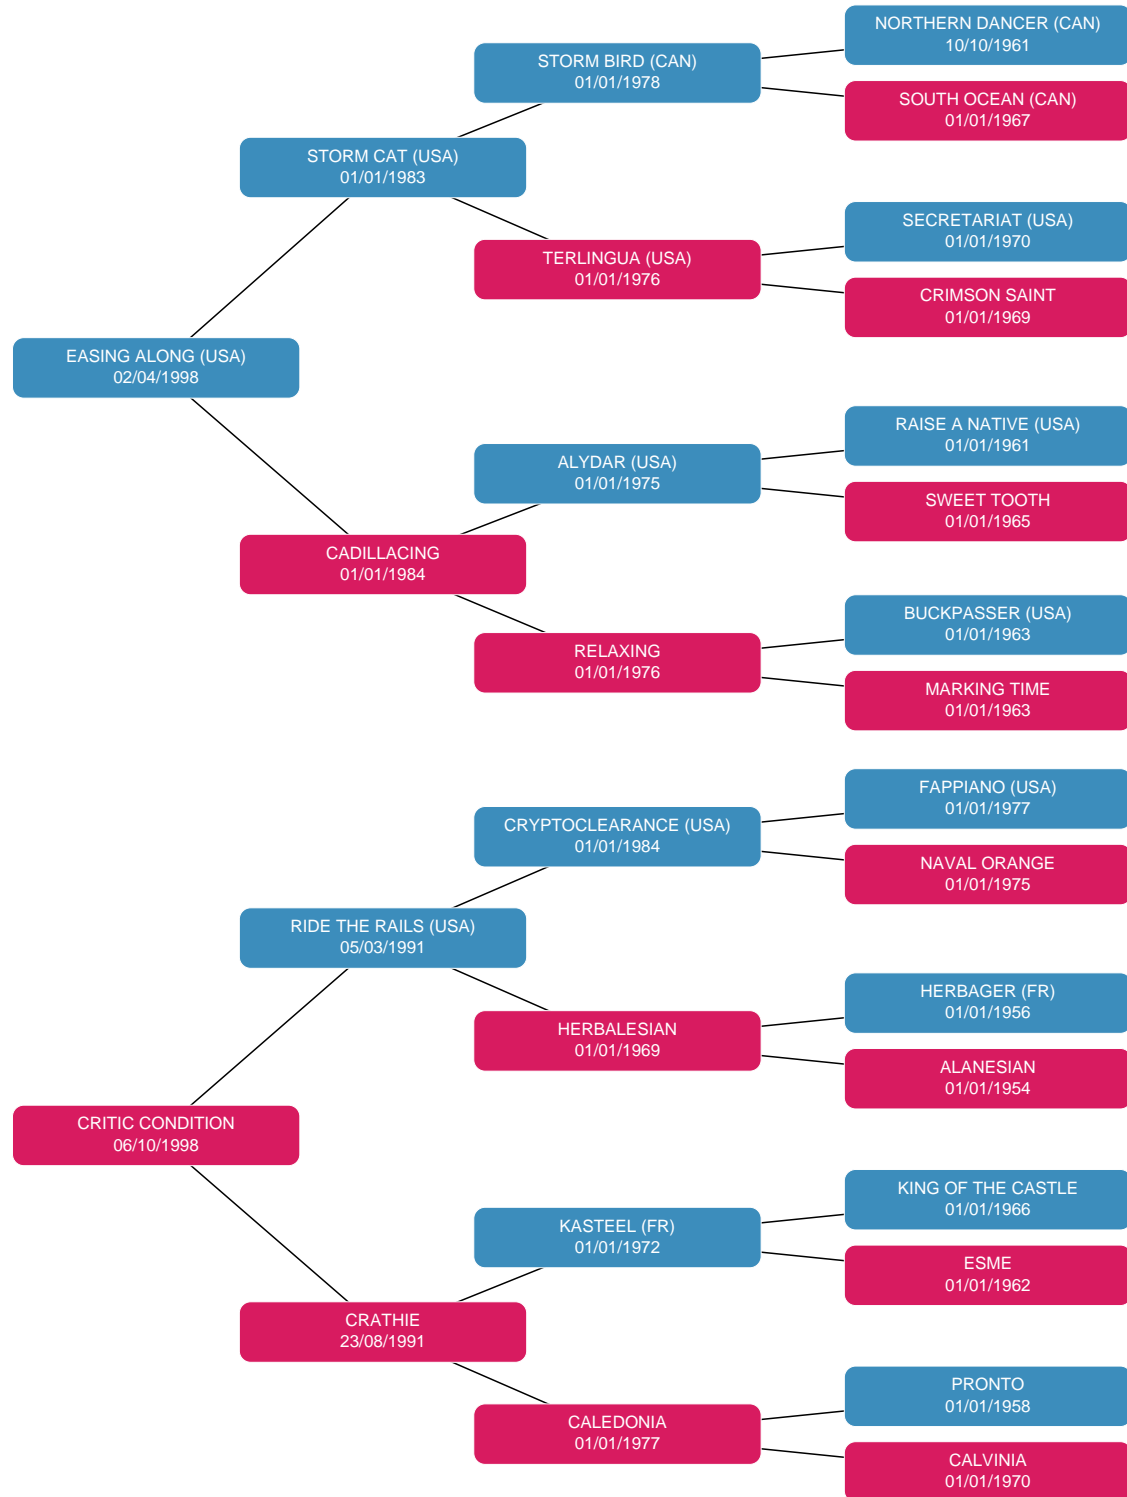 NORTHERN DANCER (CAN)
10/10/1961
STORM BIRD (CAN)
01/01/1978
SOUTH OCEAN (CAN)
01/01/1967
STORM CAT (USA)
01/01/1983
SECRETARIAT (USA)
01/01/1970
TERLINGUA (USA)
01/01/1976
CRIMSON SAINT
01/01/1969
EASING ALONG (USA)
02/04/1998
RAISE A NATIVE (USA)
01/01/1961
ALYDAR (USA)
01/01/1975
SWEET TOOTH
01/01/1965
CADILLACING
01/01/1984
BUCKPASSER (USA)
01/01/1963
RELAXING
01/01/1976
MARKING TIME
01/01/1963
FAPPIANO (USA)
01/01/1977
CRYPTOCLEARANCE (USA)
01/01/1984
NAVAL ORANGE
01/01/1975
RIDE THE RAILS (USA)
05/03/1991
HERBAGER (FR)
01/01/1956
HERBALESIAN
01/01/1969
ALANESIAN
01/01/1954
CRITIC CONDITION
06/10/1998
KING OF THE CASTLE
01/01/1966
KASTEEL (FR)
01/01/1972
ESME
01/01/1962
CRATHIE
23/08/1991
PRONTO
01/01/1958
CALEDONIA
01/01/1977
CALVINIA
01/01/1970